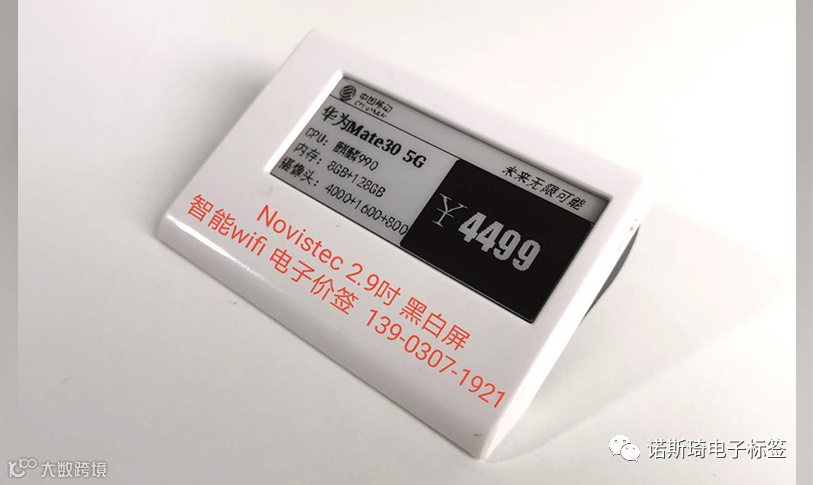 中国移动
China Mobile
华为Mate30 5G
CPU: 麒麟990
内存: 8GB+128GB
摄像头: 4000+1600+800
未来无限可能
￥4499
Novistec 2.9吋 黑白屏
智能wifi 电子价签 139-0307-1921
诺斯琦电子标签
大数跨境